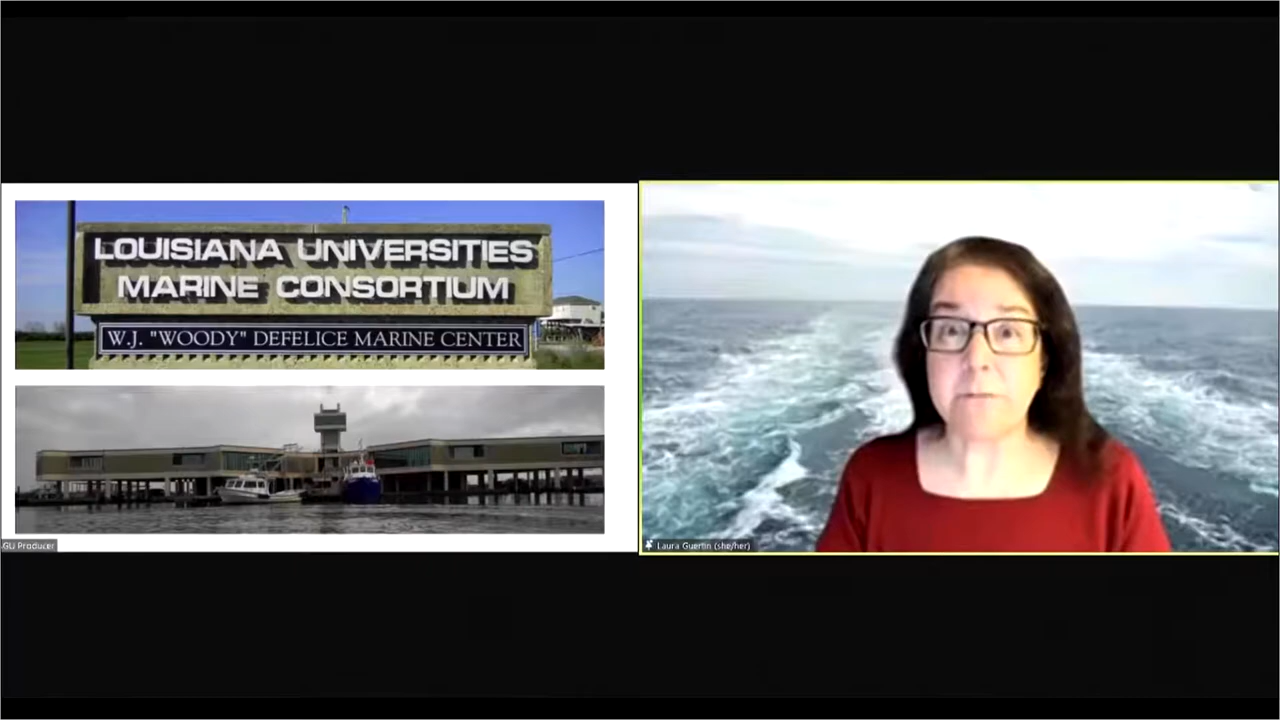 LOUISIANA UNIVERSITIES
MARINE CONSORTIUM
W.J. "WOODY" DEFELICE MARINE CENTER
GU Producer
Laura Guertin (she/her)